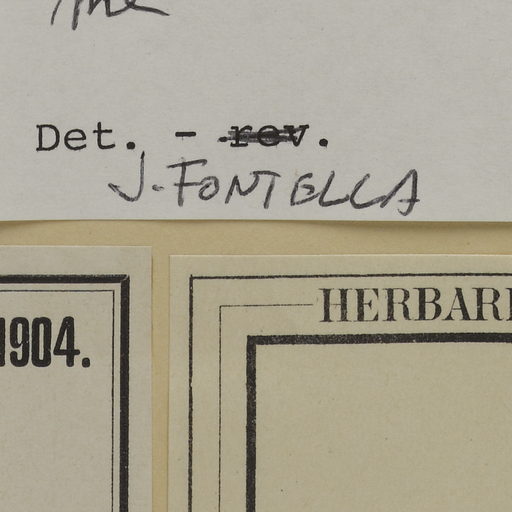 Det. - rev.
J. FONTELLA
1904.
HERBAR